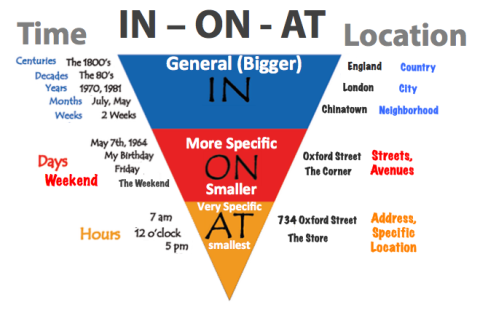 IN – ON - AT
Time
Location
General (Bigger)
IN
Centuries The 1800's
Decades The 80's
Years 1970, 1981
Months July, May
Weeks 2 Weeks
England Country
London City
Chinatown Neighborhood
More Specific
ON
Smaller
May 7th, 1964
My Birthday
Days
Friday
Weekend
The Weekend
Oxford Street Streets,
The Corner Avenues
Very Specific
AT
smallest
7 am
Hours 12 o'clock
5 pm
734 Oxford Street Address,
The Store Specific
Location